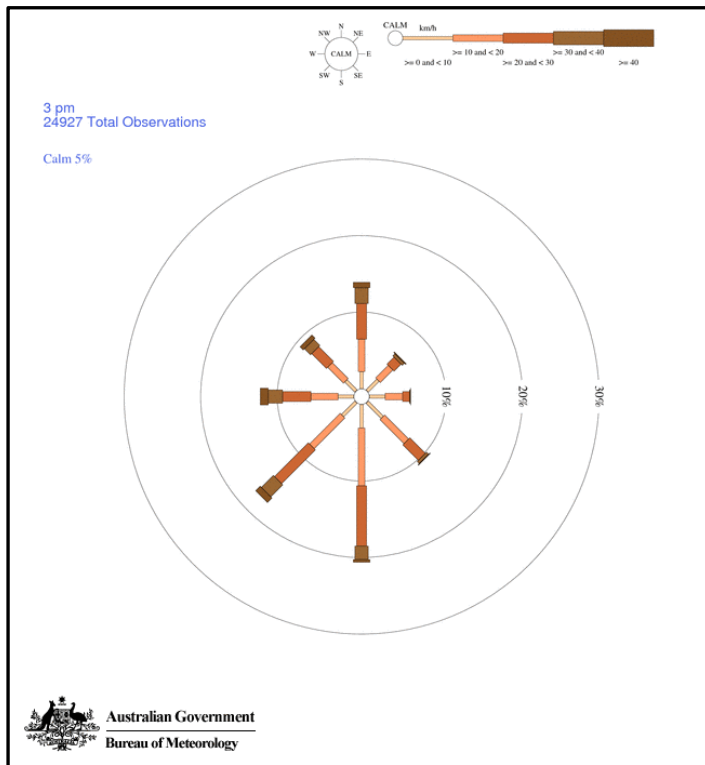 N
NW NE
W CALM E
SW SE
S
CALM km/h
>= 10 and < 20 >= 30 and < 40
>= 0 and < 10 >= 20 and < 30 >= 40
3 pm
24927 Total Observations
Calm 5%
10% 20% 30%
Australian Government
Bureau of Meteorology